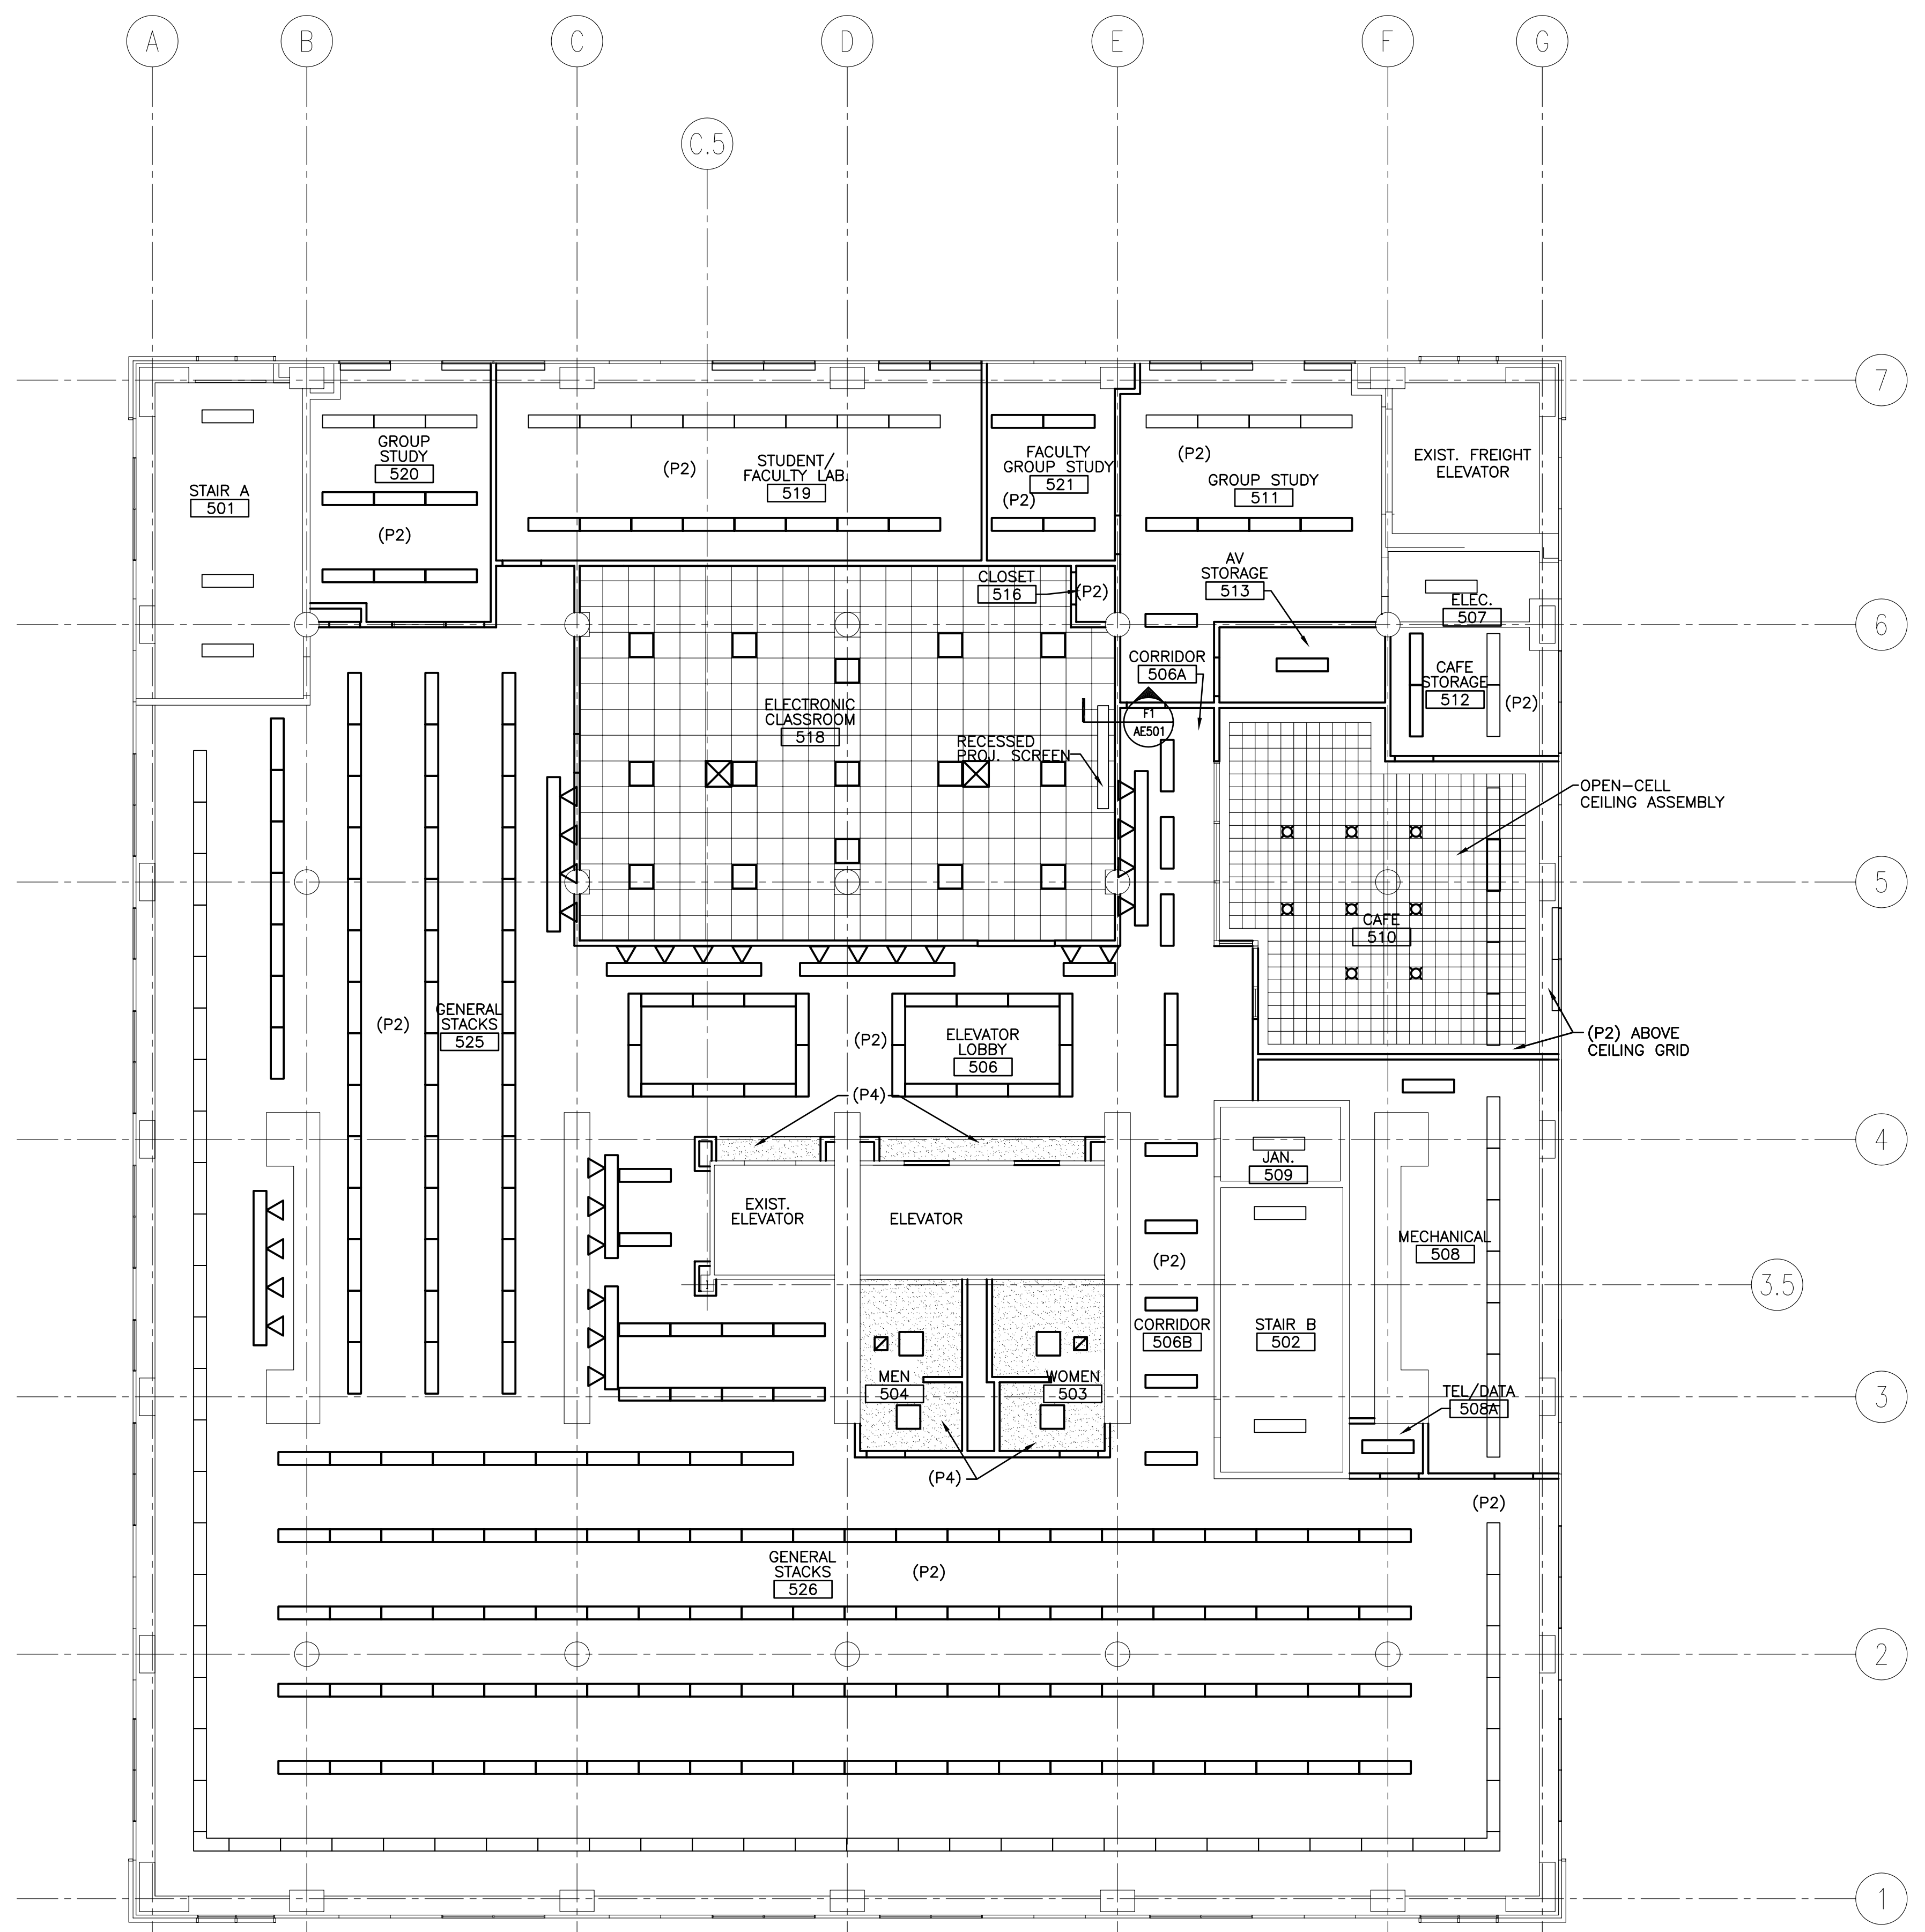 A
B
C
D
E
F
G
C.5
7
GROUP
STUDY
520
(P2)
STAIR A
501
(P2)
STUDENT/
FACULTY LAB.
519
FACULTY
GROUP STUDY
521
(P2)
(P2)
GROUP STUDY
511
EXIST. FREIGHT
ELEVATOR
CLOSET
516
(P2)
AV
STORAGE
513
ELEC.
507
6
CORRIDOR
506A
CAFE
STORAGE
512
(P2)
ELECTRONIC
CLASSROOM
518
F1
AE501
RECESSED
PROJ. SCREEN
OPEN-CELL
CEILING ASSEMBLY
5
CAFE
510
(P2)
GENERAL
STACKS
525
(P2)
ELEVATOR
LOBBY
506
(P2) ABOVE
CEILING GRID
(P4)
4
JAN.
509
EXIST.
ELEVATOR
ELEVATOR
MECHANICAL
508
(P2)
3.5
CORRIDOR
506B
STAIR B
502
MEN
504
WOMEN
503
TEL/DATA
508A
3
(P4)
(P2)
GENERAL
STACKS
526
(P2)
2
1